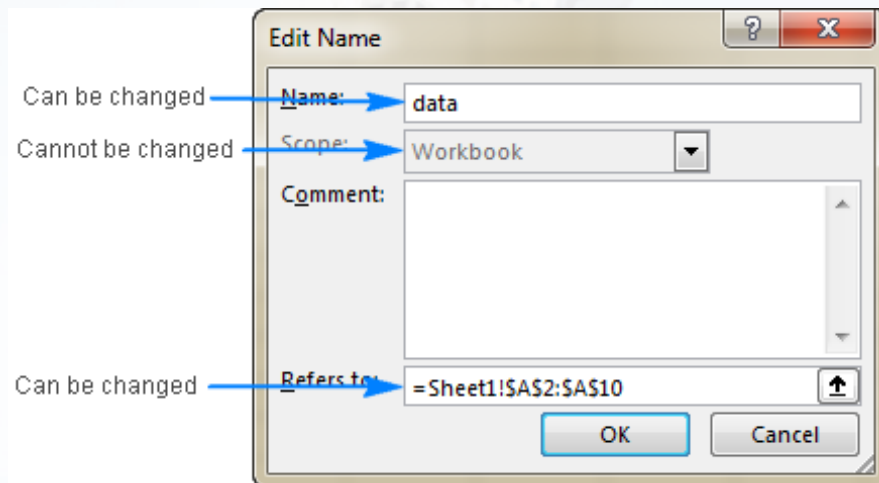 Edit Name
Can be changed
Name:
data
Cannot be changed
Scope:
Workbook
Comment:
Can be changed
Refers to:
=Sheet1!$A$2:$A$10
OK
Cancel